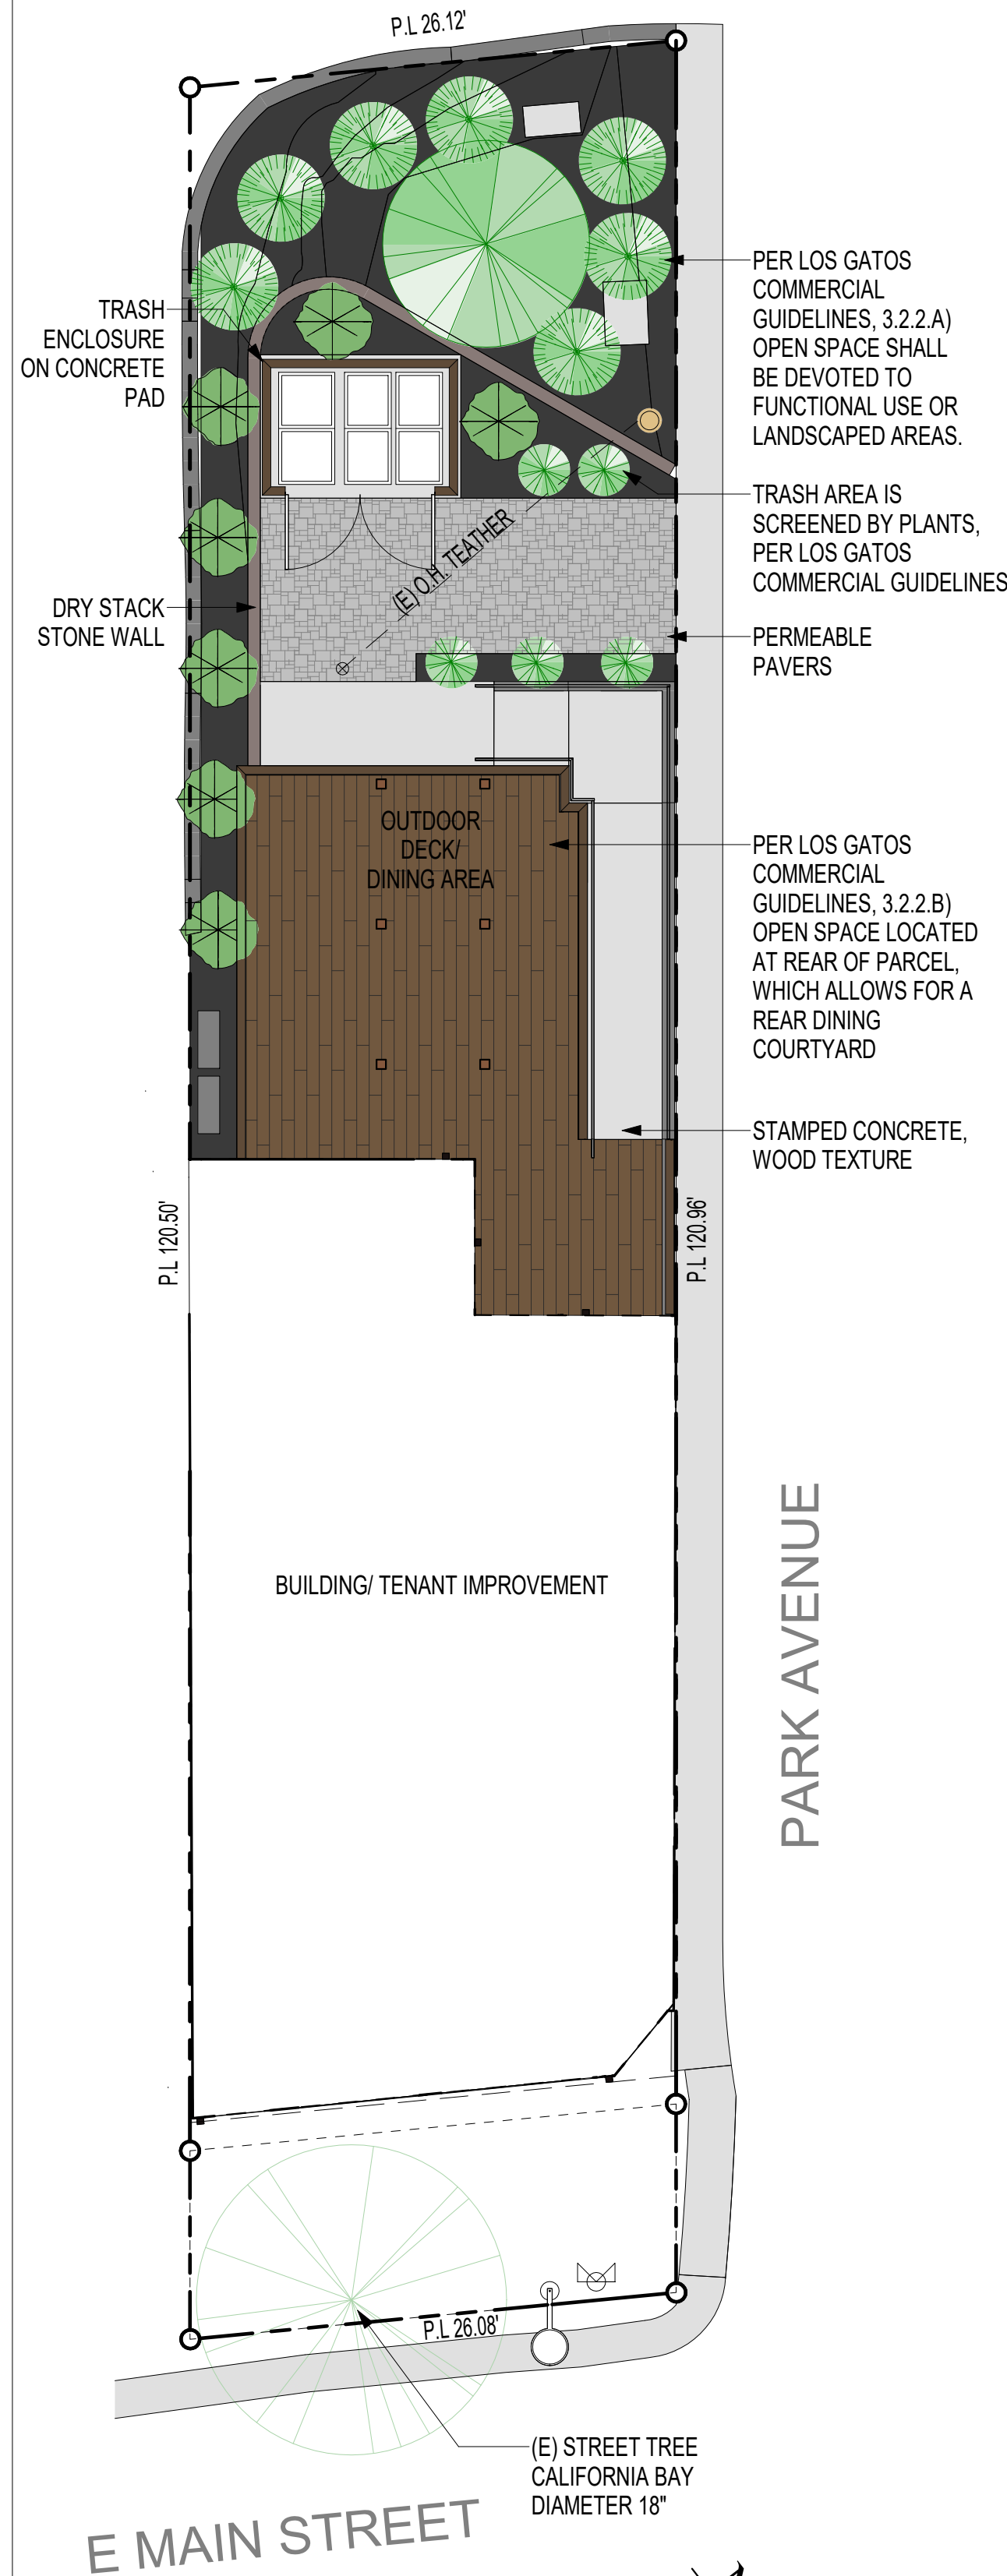 P.L 26.12'
PER LOS GATOS
COMMERCIAL
GUIDELINES, 3.2.2.A)
OPEN SPACE SHALL
BE DEVOTED TO
FUNCTIONAL USE OR
LANDSCAPED AREAS.
TRASH
ENCLOSURE
ON CONCRETE
PAD
TRASH AREA IS
SCREENED BY PLANTS,
PER LOS GATOS
COMMERCIAL GUIDELINES
(E) O.H. TEATHER
DRY STACK
STONE WALL
PERMEABLE
PAVERS
OUTDOOR
DECK/
DINING AREA
PER LOS GATOS
COMMERCIAL
GUIDELINES, 3.2.2.B)
OPEN SPACE LOCATED
AT REAR OF PARCEL,
WHICH ALLOWS FOR A
REAR DINING
COURTYARD
STAMPED CONCRETE,
WOOD TEXTURE
P.L 120.50'
P.L 120.96'
BUILDING/ TENANT IMPROVEMENT
PARK AVENUE
P.L 26.08'
(E) STREET TREE
CALIFORNIA BAY
DIAMETER 18"
E MAIN STREET